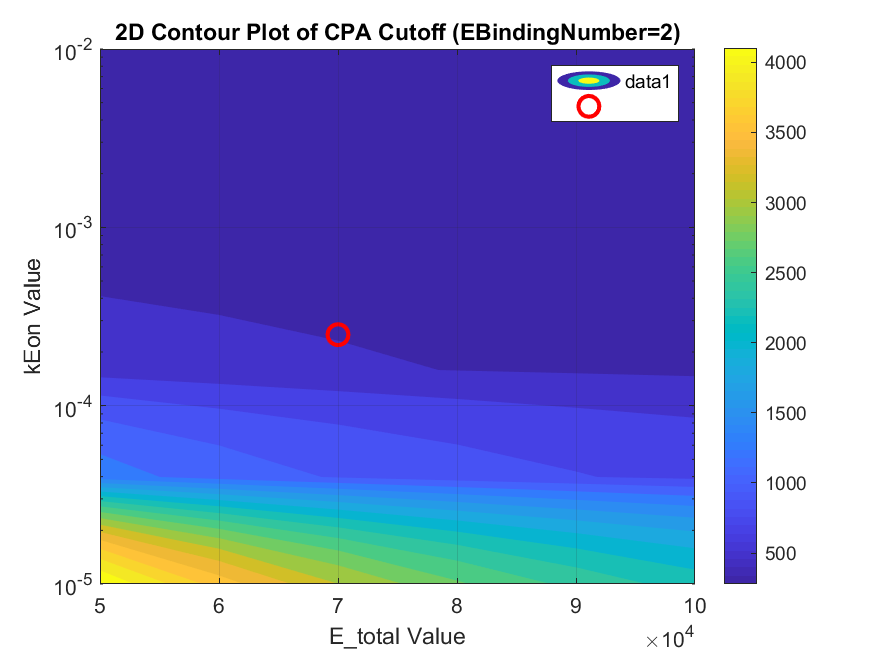 2D Contour Plot of CPA Cutoff (EBindingNumber=2)
data1
10^-2
10^-3
10^-4
10^-5
kEon Value
5 6 7 8 9 10
E_total Value
×10^4
4000
3500
3000
2500
2000
1500
1000
500